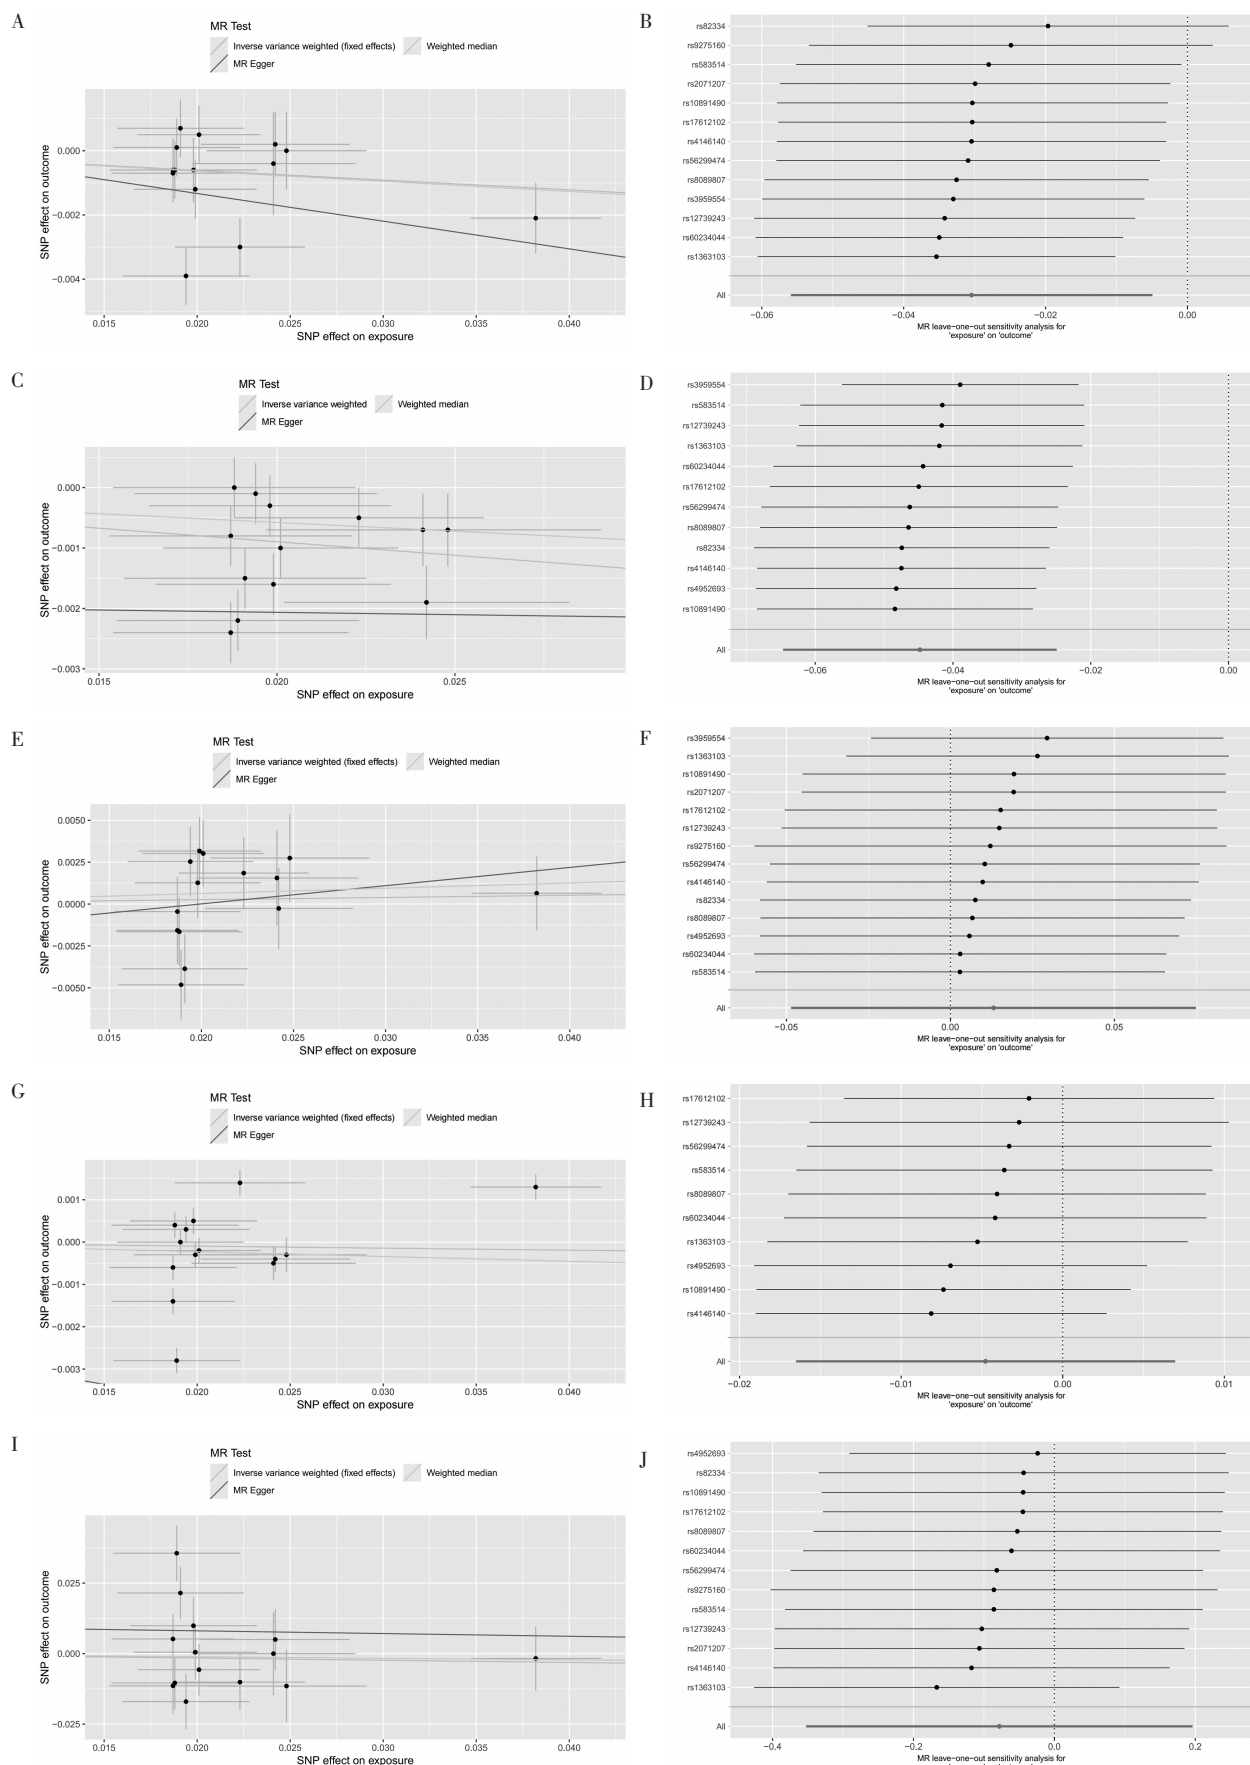 A
MR Test
Inverse variance weighted (fixed effects)
Weighted median
MR Egger
SNP effect on outcome
0.000
−0.002
−0.004
0.015
0.020
0.025
0.030
0.035
0.040
SNP effect on exposure
B
rs82334
rs9275160
rs583514
rs2071207
rs10891490
rs17612102
rs4146140
rs56299474
rs8089807
rs3959554
rs12739243
rs60234044
rs1363103
All
−0.06
−0.04
−0.02
0.00
MR leave−one−out sensitivity analysis for
'exposure' on 'outcome'
C
MR Test
Inverse variance weighted
Weighted median
MR Egger
SNP effect on outcome
0.000
−0.001
−0.002
−0.003
0.015
0.020
0.025
SNP effect on exposure
D
rs3959554
rs583514
rs12739243
rs1363103
rs60234044
rs17612102
rs56299474
rs8089807
rs82334
rs4146140
rs4952693
rs10891490
All
−0.06
−0.04
−0.02
0.00
MR leave−one−out sensitivity analysis for
'exposure' on 'outcome'
E
MR Test
Inverse variance weighted (fixed effects)
Weighted median
MR Egger
SNP effect on outcome
0.0050
0.0025
0.0000
−0.0025
−0.0050
0.015
0.020
0.025
0.030
0.035
0.040
SNP effect on exposure
F
rs3959554
rs1363103
rs10891490
rs2071207
rs17612102
rs12739243
rs9275160
rs56299474
rs4146140
rs82334
rs8089807
rs4952693
rs60234044
rs583514
All
−0.05
0.00
0.05
MR leave−one−out sensitivity analysis for
'exposure' on 'outcome'
G
MR Test
Inverse variance weighted (fixed effects)
Weighted median
MR Egger
SNP effect on outcome
0.001
0.000
−0.001
−0.002
−0.003
0.015
0.020
0.025
0.030
0.035
0.040
SNP effect on exposure
H
rs17612102
rs12739243
rs56299474
rs583514
rs8089807
rs60234044
rs1363103
rs4952693
rs10891490
rs4146140
All
−0.02
−0.01
0.00
0.01
MR leave−one−out sensitivity analysis for
'exposure' on 'outcome'
I
MR Test
Inverse variance weighted (fixed effects)
Weighted median
MR Egger
SNP effect on outcome
0.025
0.000
−0.025
0.015
0.020
0.025
0.030
0.035
0.040
SNP effect on exposure
J
rs4952693
rs82334
rs10891490
rs17612102
rs8089807
rs60234044
rs56299474
rs9275160
rs583514
rs12739243
rs2071207
rs4146140
rs1363103
All
−0.4
−0.2
0.0
0.2
MR leave−one−out sensitivity analysis for